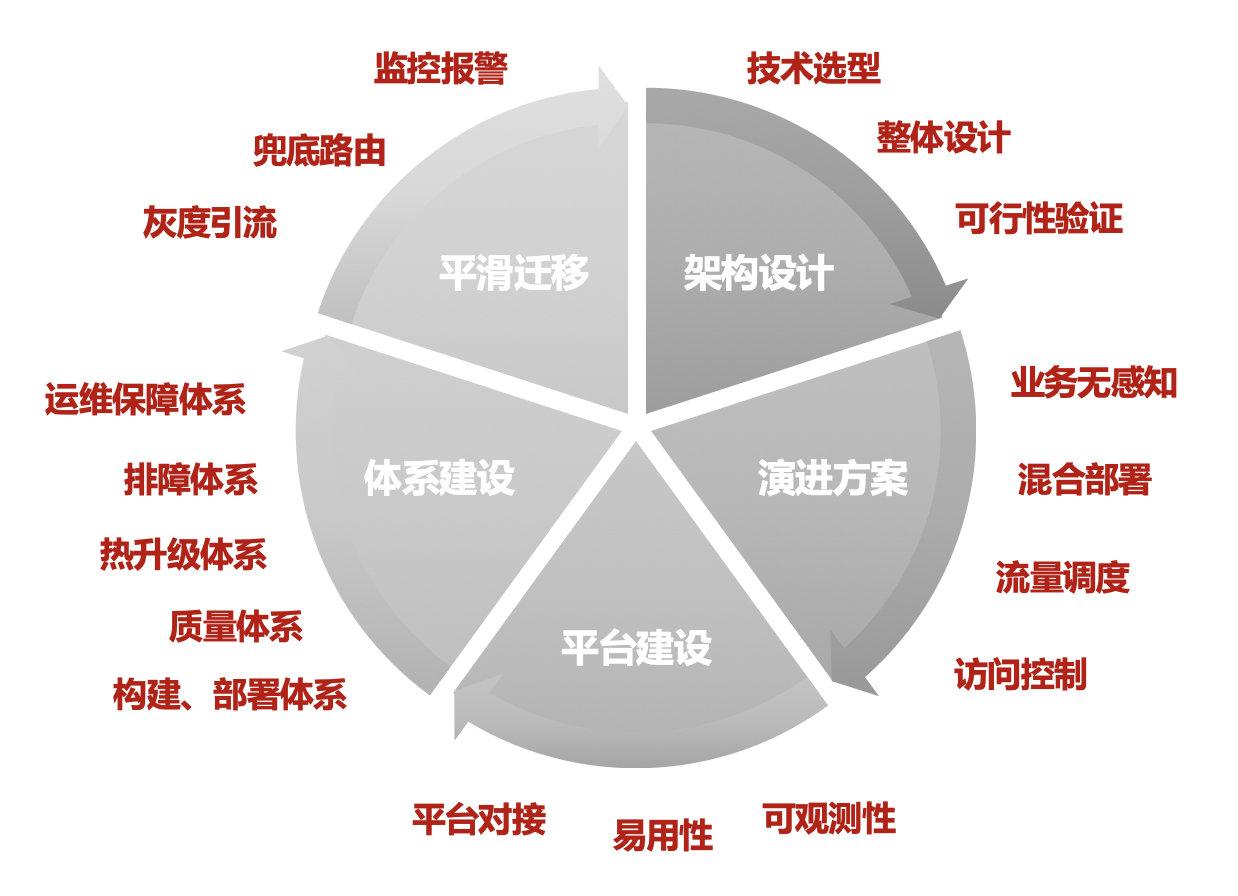 监控报警
技术选型
兜底路由
整体设计
灰度引流
可行性验证
平滑迁移
架构设计
业务无感知
运维保障体系
排障体系
体系建设
演进方案
混合部署
热升级体系
流量调度
质量体系
平台建设
访问控制
构建、部署体系
平台对接
易用性
可观测性